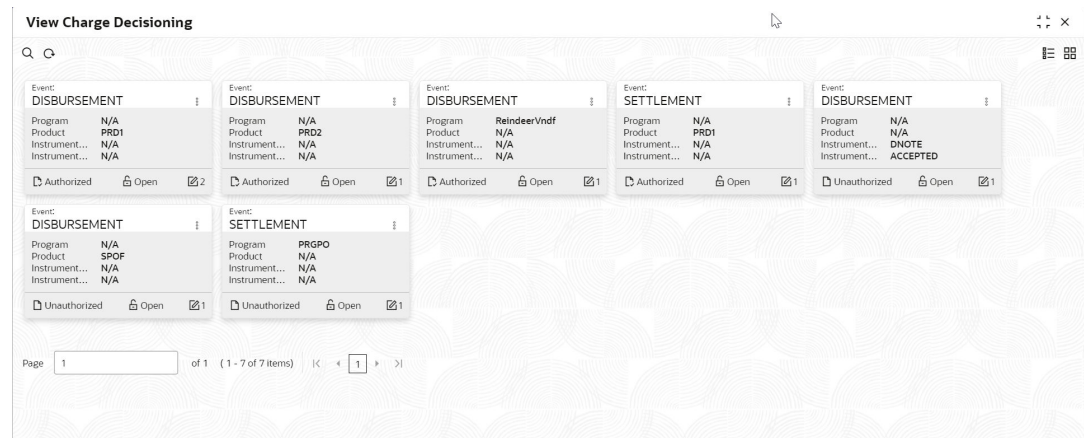 View Charge Decisioning
Event:
DISBURSEMENT
Program N/A
Product PRD1
Instrument... N/A
Instrument... N/A
Authorized Open 2
Event:
DISBURSEMENT
Program N/A
Product PRD2
Instrument... N/A
Instrument... N/A
Authorized Open 1
Event:
DISBURSEMENT
Program ReindeerVndf
Product N/A
Instrument... N/A
Instrument... N/A
Authorized Open 1
Event:
SETTLEMENT
Program N/A
Product PRD1
Instrument... N/A
Instrument... N/A
Authorized Open 1
Event:
DISBURSEMENT
Program N/A
Product N/A
Instrument... DNOTE
Instrument... ACCEPTED
Unauthorized Open 1
Event:
DISBURSEMENT
Program N/A
Product SPOF
Instrument... N/A
Instrument... N/A
Unauthorized Open 1
Event:
SETTLEMENT
Program PRGPO
Product N/A
Instrument... N/A
Instrument... N/A
Unauthorized Open 1
Page 1 of 1 (1 - 7 of 7 items) 1